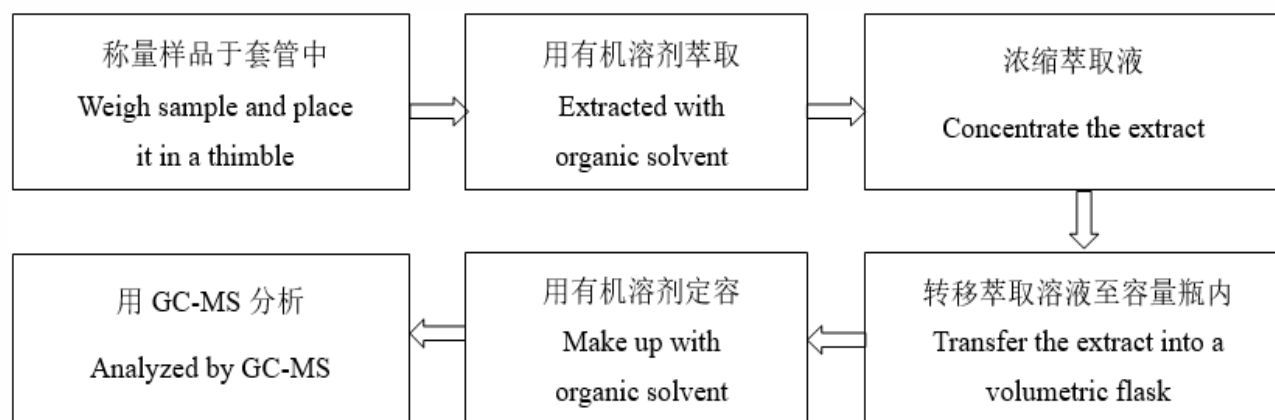 称量样品于套管中
Weigh sample and place
it in a thimble
用有机溶剂萃取
Extracted with
organic solvent
浓缩萃取液
Concentrate the extract
转移萃取溶液至容量瓶内
Transfer the extract into a
volumetric flask
用有机溶剂定容
Make up with
organic solvent
用 GC-MS 分析
Analyzed by GC-MS